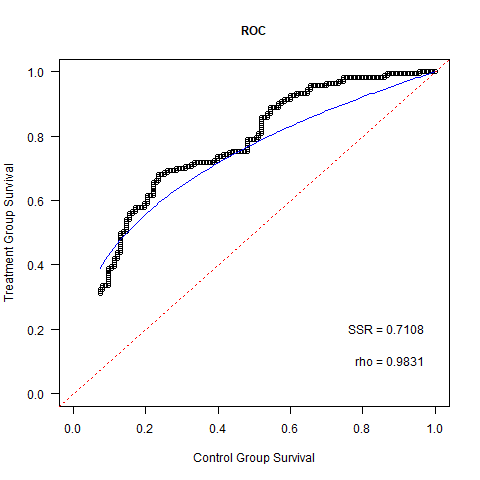 ROC
Treatment Group Survival
1.0
0.8
0.6
0.4
0.2
0.0
SSR = 0.7108
rho = 0.9831
0.0 0.2 0.4 0.6 0.8 1.0
Control Group Survival